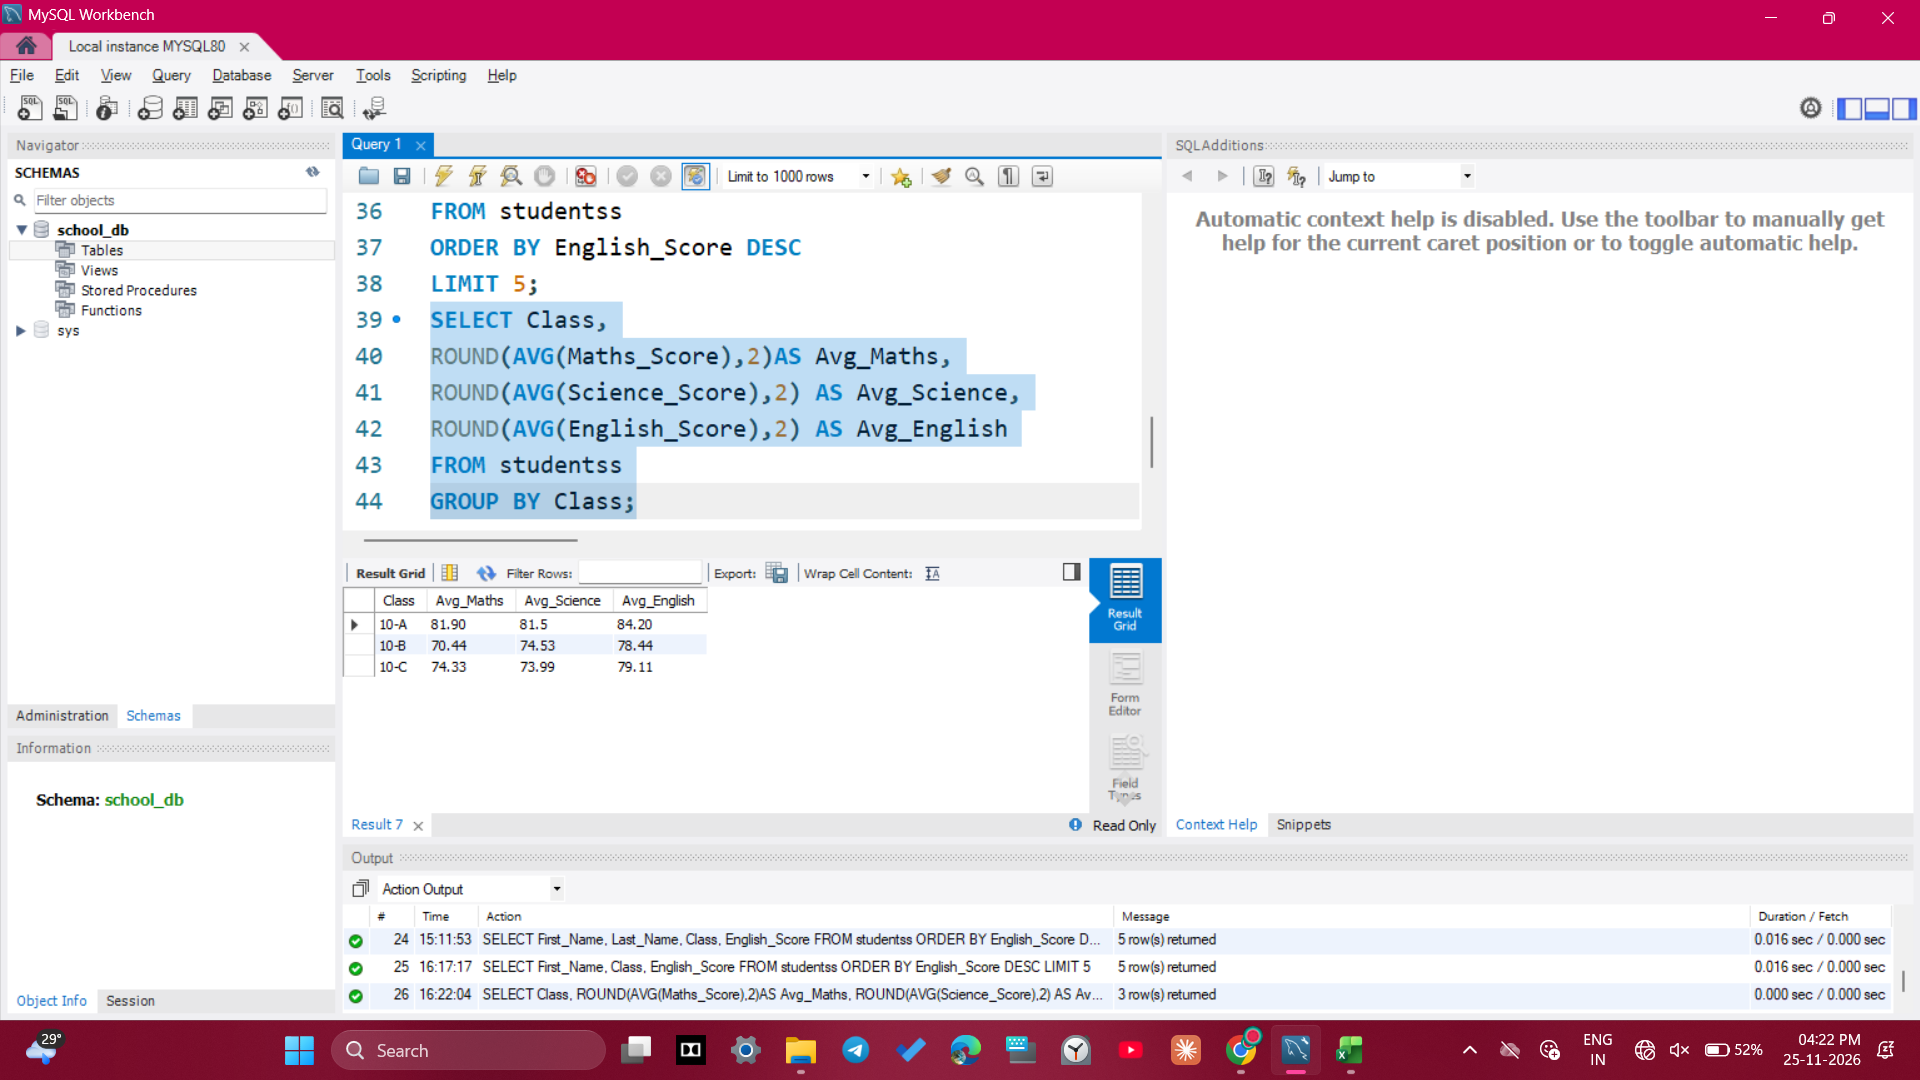 MySQL Workbench
Local instance MYSQL80
File Edit View Query Database Server Tools Scripting Help
Navigator
SCHEMAS
Filter objects
school_db
Tables
Views
Stored Procedures
Functions
sys
Administration Schemas
Information
Schema: school_db
Object Info Session
Query 1
Limit to 1000 rows
36 FROM studentss
37 ORDER BY English_Score DESC
38 LIMIT 5;
39 SELECT Class,
40 ROUND(AVG(Maths_Score),2)AS Avg_Maths,
41 ROUND(AVG(Science_Score),2) AS Avg_Science,
42 ROUND(AVG(English_Score),2) AS Avg_English
43 FROM studentss
44 GROUP BY Class;
Result Grid Filter Rows: Export: Wrap Cell Content:
Class Avg_Maths Avg_Science Avg_English
10-A 81.90 81.5 84.20
10-B 70.44 74.53 78.44
10-C 74.33 73.99 79.11
Result Grid
Form Editor
Field Types
Result 7
Read Only
SQLAdditions
Jump to
Automatic context help is disabled. Use the toolbar to manually get
help for the current caret position or to toggle automatic help.
Context Help Snippets
Output
Action Output
# Time Action Message Duration / Fetch
24 15:11:53 SELECT First_Name, Last_Name, Class, English_Score FROM studentss ORDER BY English_Score D... 5 row(s) returned 0.016 sec / 0.000 sec
25 16:17:17 SELECT First_Name, Class, English_Score FROM studentss ORDER BY English_Score DESC LIMIT 5 5 row(s) returned 0.016 sec / 0.000 sec
26 16:22:04 SELECT Class, ROUND(AVG(Maths_Score),2)AS Avg_Maths, ROUND(AVG(Science_Score),2) AS Av... 3 row(s) returned 0.000 sec / 0.000 sec
29°
Search
ENG
IN
52%
04:22 PM
25-11-2026